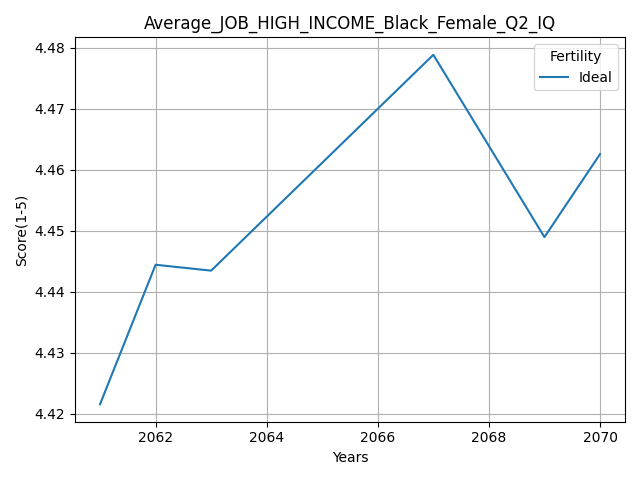 Average_JOB_HIGH_INCOME_Black_Female_Q2_IQ
Fertility
Ideal
4.48
4.47
4.46
4.45
4.44
4.43
4.42
Score(1-5)
2062 2064 2066 2068 2070
Years